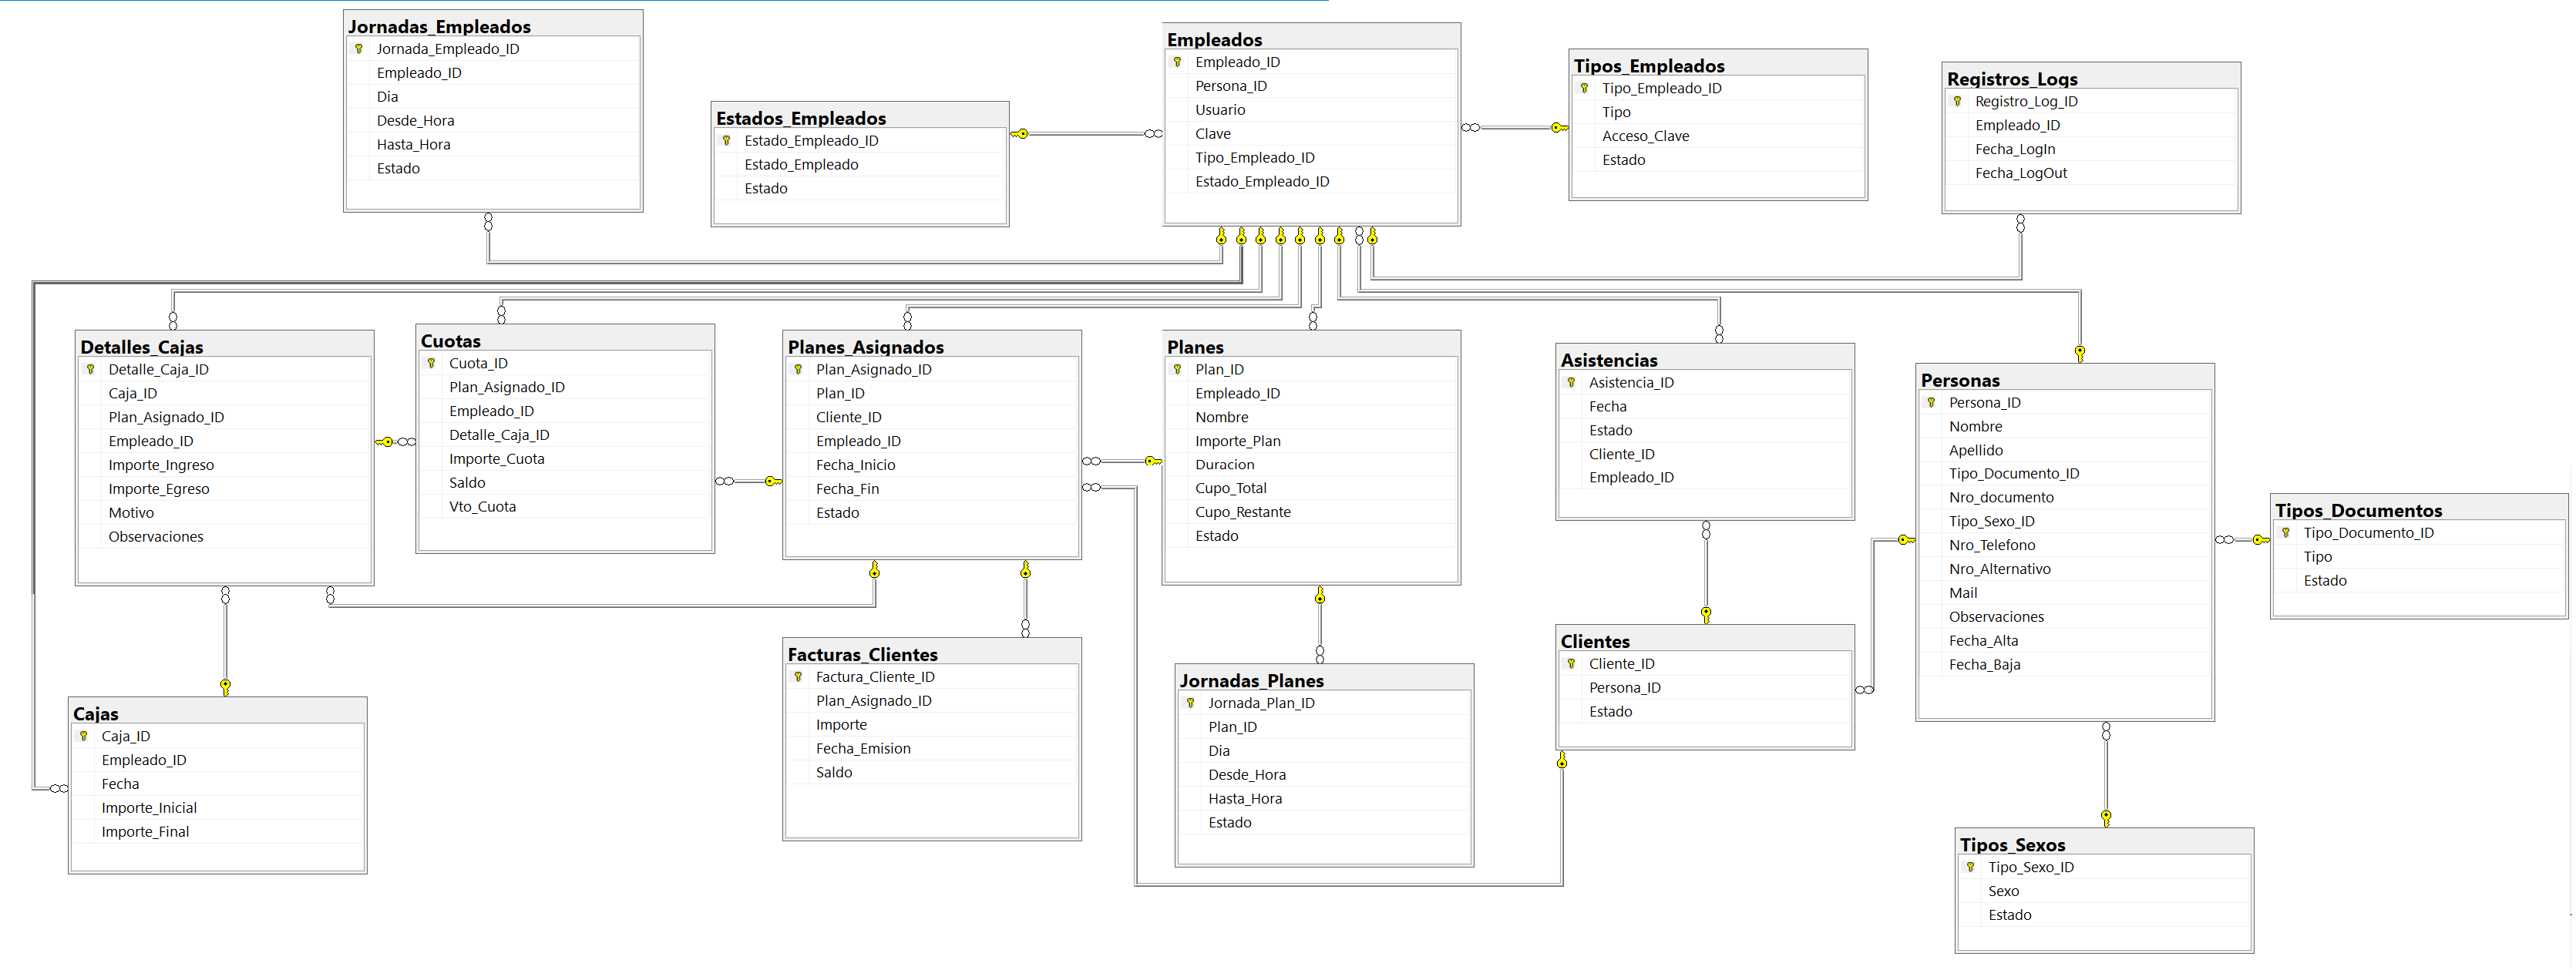 Jornadas_Empleados
Jornada_Empleado_ID
Empleado_ID
Dia
Desde_Hora
Hasta_Hora
Estado
Estados_Empleados
Estado_Empleado_ID
Estado_Empleado
Estado
Empleados
Empleado_ID
Persona_ID
Usuario
Clave
Tipo_Empleado_ID
Estado_Empleado_ID
Tipos_Empleados
Tipo_Empleado_ID
Tipo
Acceso_Clave
Estado
Registros_Logs
Registro_Log_ID
Empleado_ID
Fecha_LogIn
Fecha_LogOut
Detalles_Cajas
Detalle_Caja_ID
Caja_ID
Plan_Asignado_ID
Empleado_ID
Importe_Ingreso
Importe_Egreso
Motivo
Observaciones
Cuotas
Cuota_ID
Plan_Asignado_ID
Empleado_ID
Detalle_Caja_ID
Importe_Cuota
Saldo
Vto_Cuota
Planes_Asignados
Plan_Asignado_ID
Plan_ID
Cliente_ID
Empleado_ID
Fecha_Inicio
Fecha_Fin
Estado
Planes
Plan_ID
Empleado_ID
Nombre
Importe_Plan
Duracion
Cupo_Total
Cupo_Restante
Estado
Asistencias
Asistencia_ID
Fecha
Estado
Cliente_ID
Empleado_ID
Personas
Persona_ID
Nombre
Apellido
Tipo_Documento_ID
Nro_documento
Tipo_Sexo_ID
Nro_Telefono
Nro_Alternativo
Mail
Observaciones
Fecha_Alta
Fecha_Baja
Tipos_Documentos
Tipo_Documento_ID
Tipo
Estado
Cajas
Caja_ID
Empleado_ID
Fecha
Importe_Inicial
Importe_Final
Facturas_Clientes
Factura_Cliente_ID
Plan_Asignado_ID
Importe
Fecha_Emision
Saldo
Jornadas_Planes
Jornada_Plan_ID
Plan_ID
Dia
Desde_Hora
Hasta_Hora
Estado
Clientes
Cliente_ID
Persona_ID
Estado
Tipos_Sexos
Tipo_Sexo_ID
Sexo
Estado